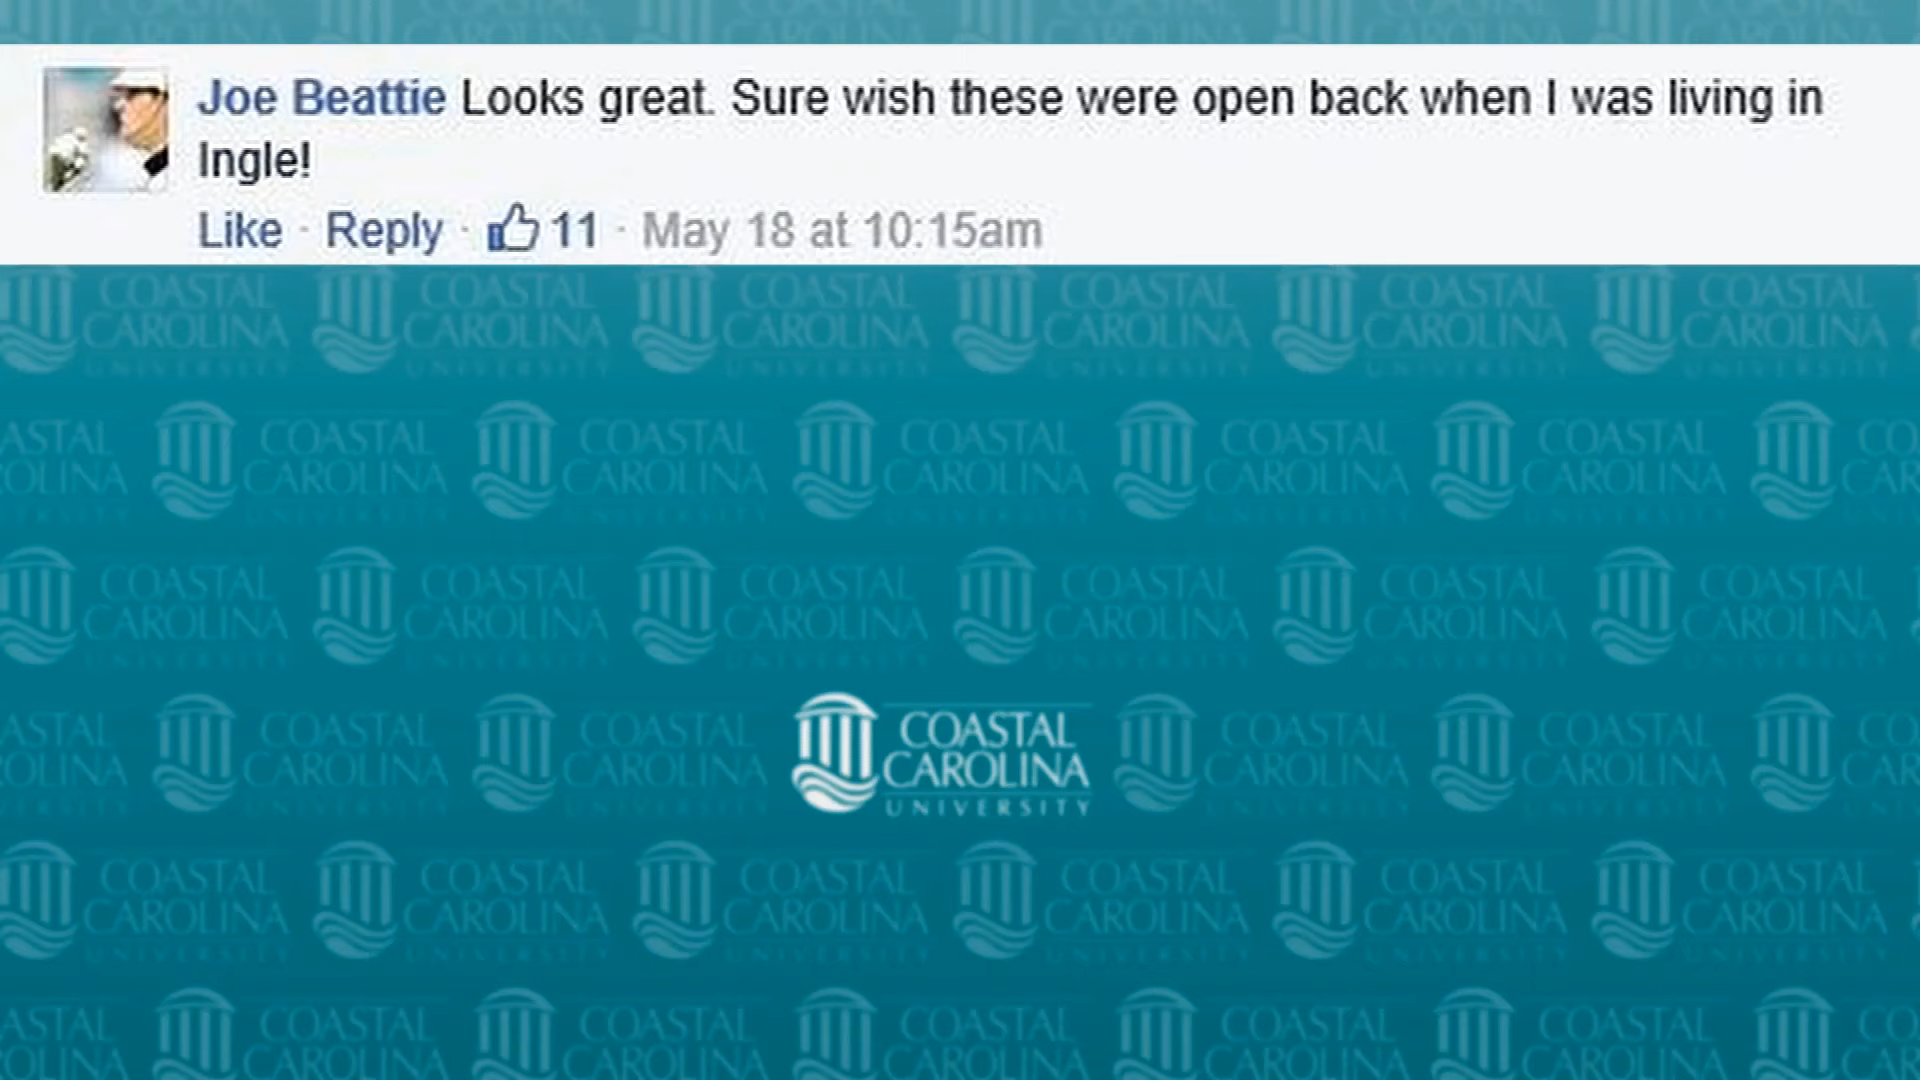 Joe Beattie Looks great. Sure wish these were open back when I was living in
Ingle!
Like · Reply · 11 · May 18 at 10:15am
COASTAL
CAROLINA
UNIVERSITY